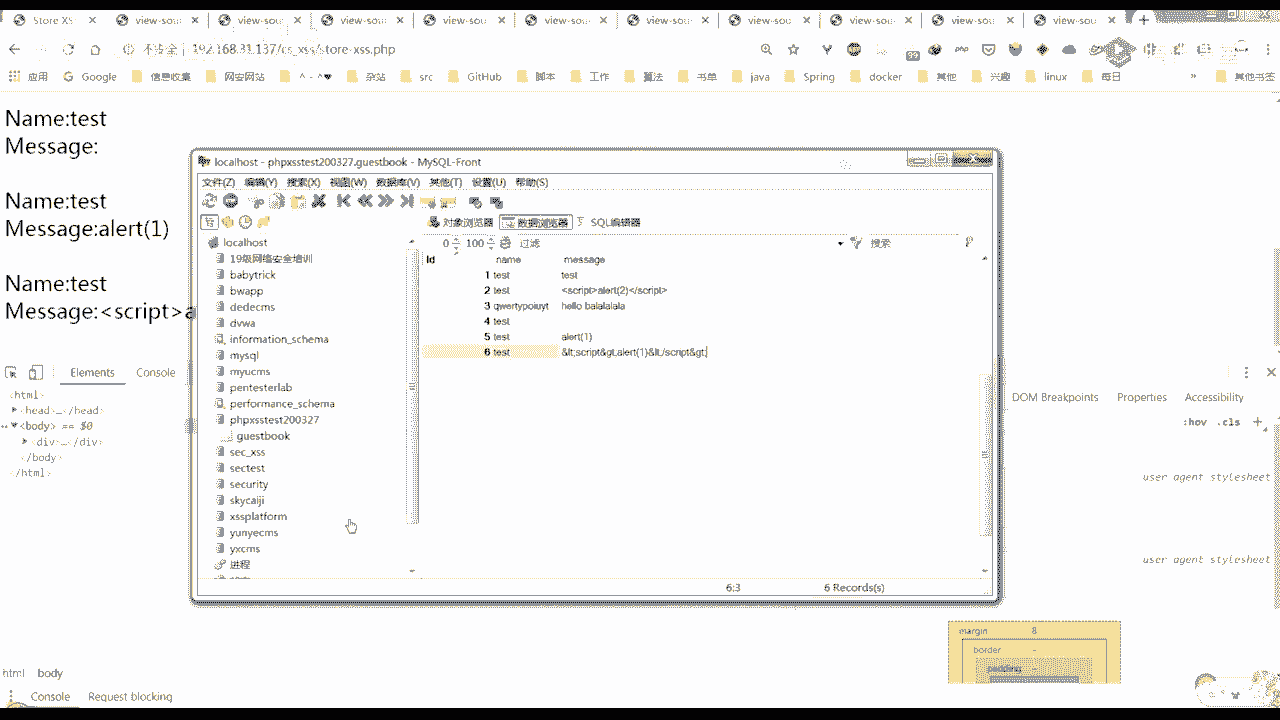 Store XS
view-sou
view-sou
view-sou
view-sou
view-sou
view-sou
view-sou
view-sou
view-sou
view-sou
不安全 192.168.31.137/cs_xss/store-xss.php
应用
Google
信息收集
网安网站
^ - ^
杂站
src
GitHub
脚本
工作
算法
书单
java
Spring
docker
其他
兴趣
linux
每日
»
其他书签
Name:test
Message:
Name:test
Message:alert(1)
Name:test
Message:<script>a
localhost - phpxsstest200327.guestbook - MySQL-Front
文件(Z) 编辑(Y) 搜索(X) 视图(W) 数据库(V) 其他(T) 设置(U) 帮助(S)
对象浏览器 数据浏览器 SQL编辑器
0 100 过滤 搜索
localhost
19级网络安全培训
babytrick
bwapp
dedecms
dvwa
information_schema
mysql
myucms
pentesterlab
performance_schema
phpxsstest200327
guestbook
sec_xss
sectest
security
skycaiji
xssplatform
yunyecms
yxcms
进程
Id name message
1 test test
2 test <script>alert(2)</script>
3 qwertypoiuyt hello balalalala
4 test
5 test alert(1)
6 test &lt;script&gt;alert(1)&lt;/script&gt;
6:3 6 Records(s)
Elements Console
<html>
<head>…</head>
<body> == $0
<div>…</div>
</body>
</html>
DOM Breakpoints Properties Accessibility
:hov .cls +
user agent stylesheet
user agent stylesheet
margin 8
border -
html body
Console Request blocking